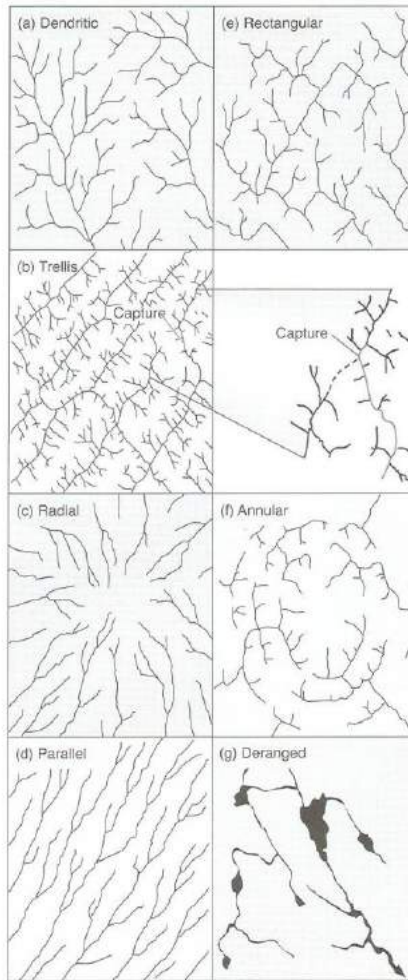 (a) Dendritic
(e) Rectangular
(b) Trellis
Capture
Capture
(c) Radial
(f) Annular
(d) Parallel
(g) Deranged